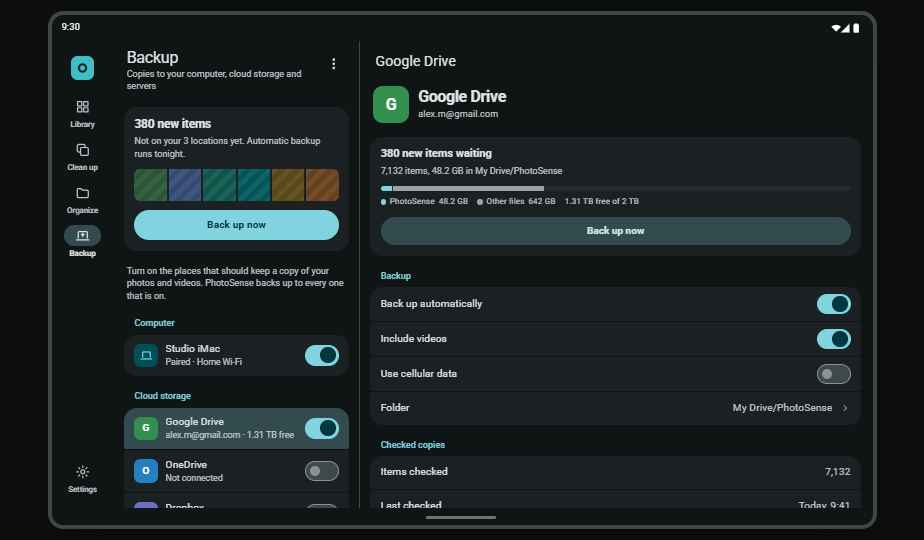 9:30
Library
Clean up
Organize
Backup
Settings
Backup
Copies to your computer, cloud storage and
servers
380 new items
Not on your 3 locations yet. Automatic backup
runs tonight.
Back up now
Turn on the places that should keep a copy of your
photos and videos. PhotoSense backs up to every one
that is on.
Computer
Studio iMac
Paired · Home Wi-Fi
Cloud storage
G
Google Drive
alex.m@gmail.com · 1.31 TB free
O
OneDrive
Not connected
Dropbox
Google Drive
G
Google Drive
alex.m@gmail.com
380 new items waiting
7,132 items, 48.2 GB in My Drive/PhotoSense
PhotoSense 48.2 GB Other files 642 GB 1.31 TB free of 2 TB
Back up now
Backup
Back up automatically
Include videos
Use cellular data
Folder My Drive/PhotoSense
Checked copies
Items checked 7,132
Last checked Today, 9:41